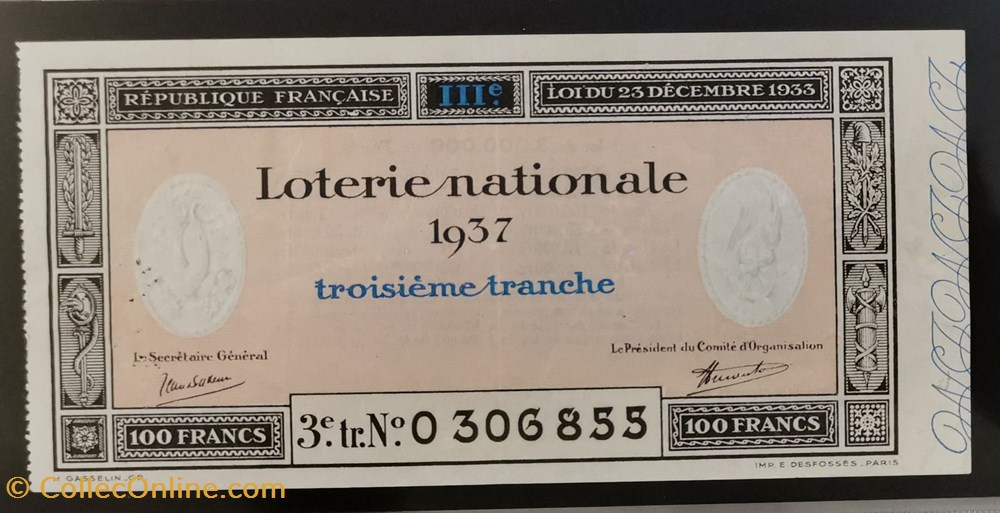 RÉPUBLIQUE FRANÇAISE IIIe. LOI DU 23 DÉCEMBRE 1933
Loterie nationale
1937
troisième tranche
Le Secrétaire Général
Le Président du Comité d'Organisation
100 FRANCS
3e tr. No. 0 306 855
100 FRANCS
GASSELIN
IMP. E DESFOSSÉS. PARIS
© CollecOnline.com